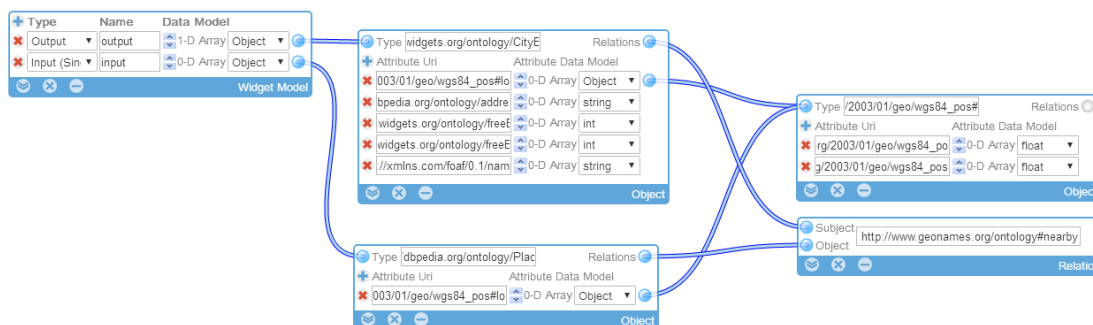 Type Name Data Model
Output output 1-D Array Object
Input (Sin input 0-D Array Object
Widget Model
Type widgets.org/ontology/CityE Relations
Attribute Uri Attribute Data Model
003/01/geo/wgs84_pos#lo 0-D Array Object
bpedia.org/ontology/addre 0-D Array string
widgets.org/ontology/freeE 0-D Array int
widgets.org/ontology/freeE 0-D Array int
://xmlns.com/foaf/0.1/nam 0-D Array string
Object
Type dbpedia.org/ontology/Plac Relations
Attribute Uri Attribute Data Model
003/01/geo/wgs84_pos#lo 0-D Array Object
Object
Type /2003/01/geo/wgs84_pos# Relations
Attribute Uri Attribute Data Model
rg/2003/01/geo/wgs84_po 0-D Array float
g/2003/01/geo/wgs84_pos 0-D Array float
Object
Subject
Object http://www.geonames.org/ontology#nearby
Relatio